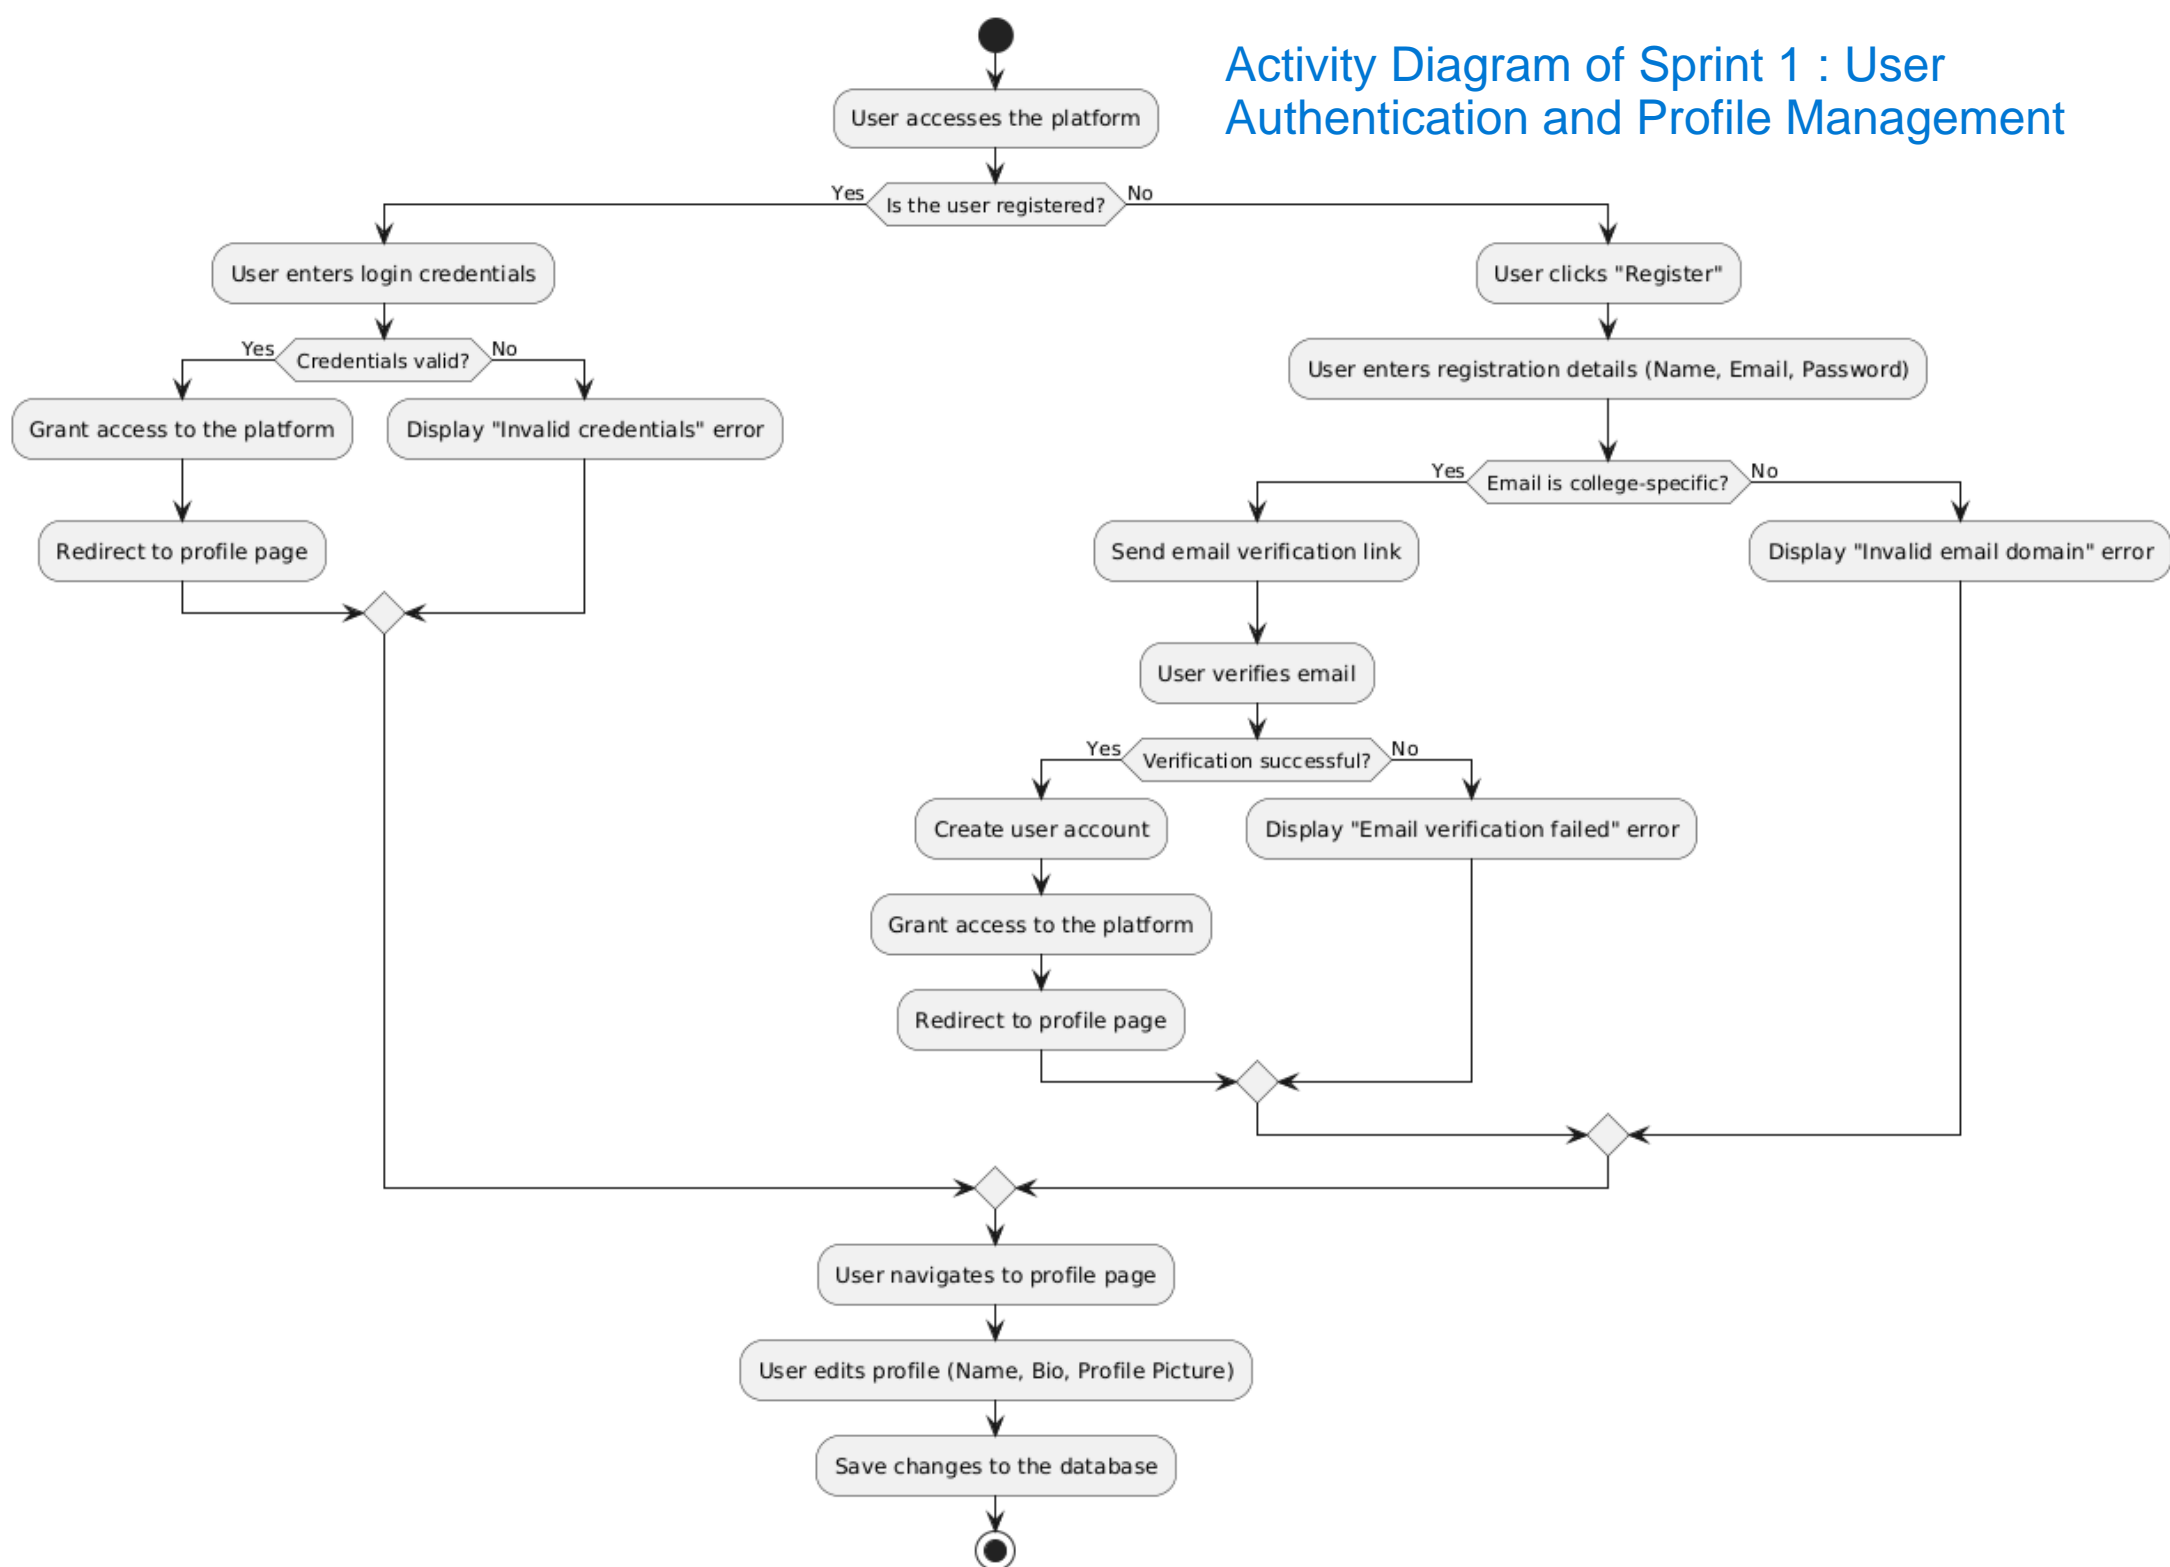 Activity Diagram of Sprint 1 : User
Authentication and Profile Management
User accesses the platform
Yes
Is the user registered?
No
User enters login credentials
User clicks "Register"
Yes
Credentials valid?
No
User enters registration details (Name, Email, Password)
Grant access to the platform
Display "Invalid credentials" error
Yes
Email is college-specific?
No
Redirect to profile page
Send email verification link
Display "Invalid email domain" error
User verifies email
Yes
Verification successful?
No
Create user account
Display "Email verification failed" error
Grant access to the platform
Redirect to profile page
User navigates to profile page
User edits profile (Name, Bio, Profile Picture)
Save changes to the database